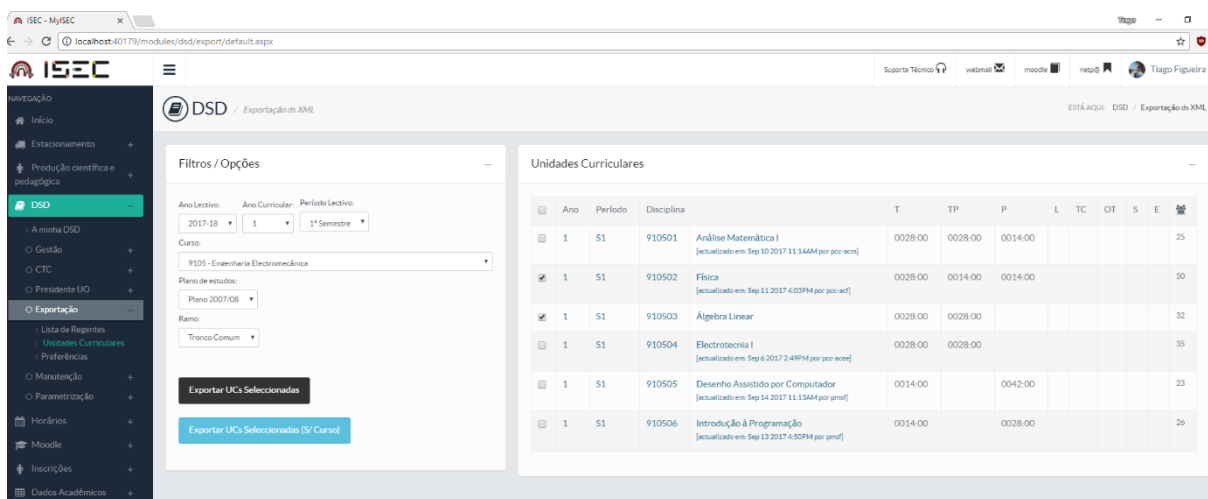 ISEC - MyISEC
Tiago
localhost:40179/modules/dsd/export/default.aspx
ISEC
Suporte Técnico
webmail
moodle
netp@
Tiago Figueira
NAVEGAÇÃO
Início
Estacionamento +
Produção científica e pedagógica +
DSD -
A minha DSD
Gestão +
CTC +
Presidente UO +
Exportação -
Lista de Regentes
Unidades Curriculares
Preferências
Manutenção +
Parametrização +
Horários +
Moodle +
Inscrições +
Dados Académicos +
DSD / Exportação ds XML
ESTÁ AQUI: DSD / Exportação ds XML
Filtros / Opções
Ano Lectivo: Ano Curricular: Período Lectivo:
2017-18 1 1º Semestre
Curso:
9105 - Engenharia Electromecânica
Plano de estudos:
Plano 2007/08
Ramo:
Tronco Comum
Exportar UCs Seleccionadas
Exportar UCs Seleccionadas (S/ Curso)
Unidades Curriculares
Ano Período Disciplina T TP P L TC OT S E
1 S1 910501 Análise Matemática I 0028:00 0028:00 0014:00 25
[actualizado em: Sep 10 2017 11:14AM por pcc-acm]
1 S1 910502 Física 0028:00 0014:00 0014:00 50
[actualizado em: Sep 11 2017 4:03PM por pcc-acf]
1 S1 910503 Álgebra Linear 0028:00 0028:00 32
1 S1 910504 Electrotecnia I 0028:00 0028:00 35
[actualizado em: Sep 6 2017 2:49PM por pcc-acee]
1 S1 910505 Desenho Assistido por Computador 0014:00 0042:00 23
[actualizado em: Sep 14 2017 11:13AM por pmsf]
1 S1 910506 Introdução à Programação 0014:00 0028:00 26
[actualizado em: Sep 13 2017 4:50PM por pmsf]